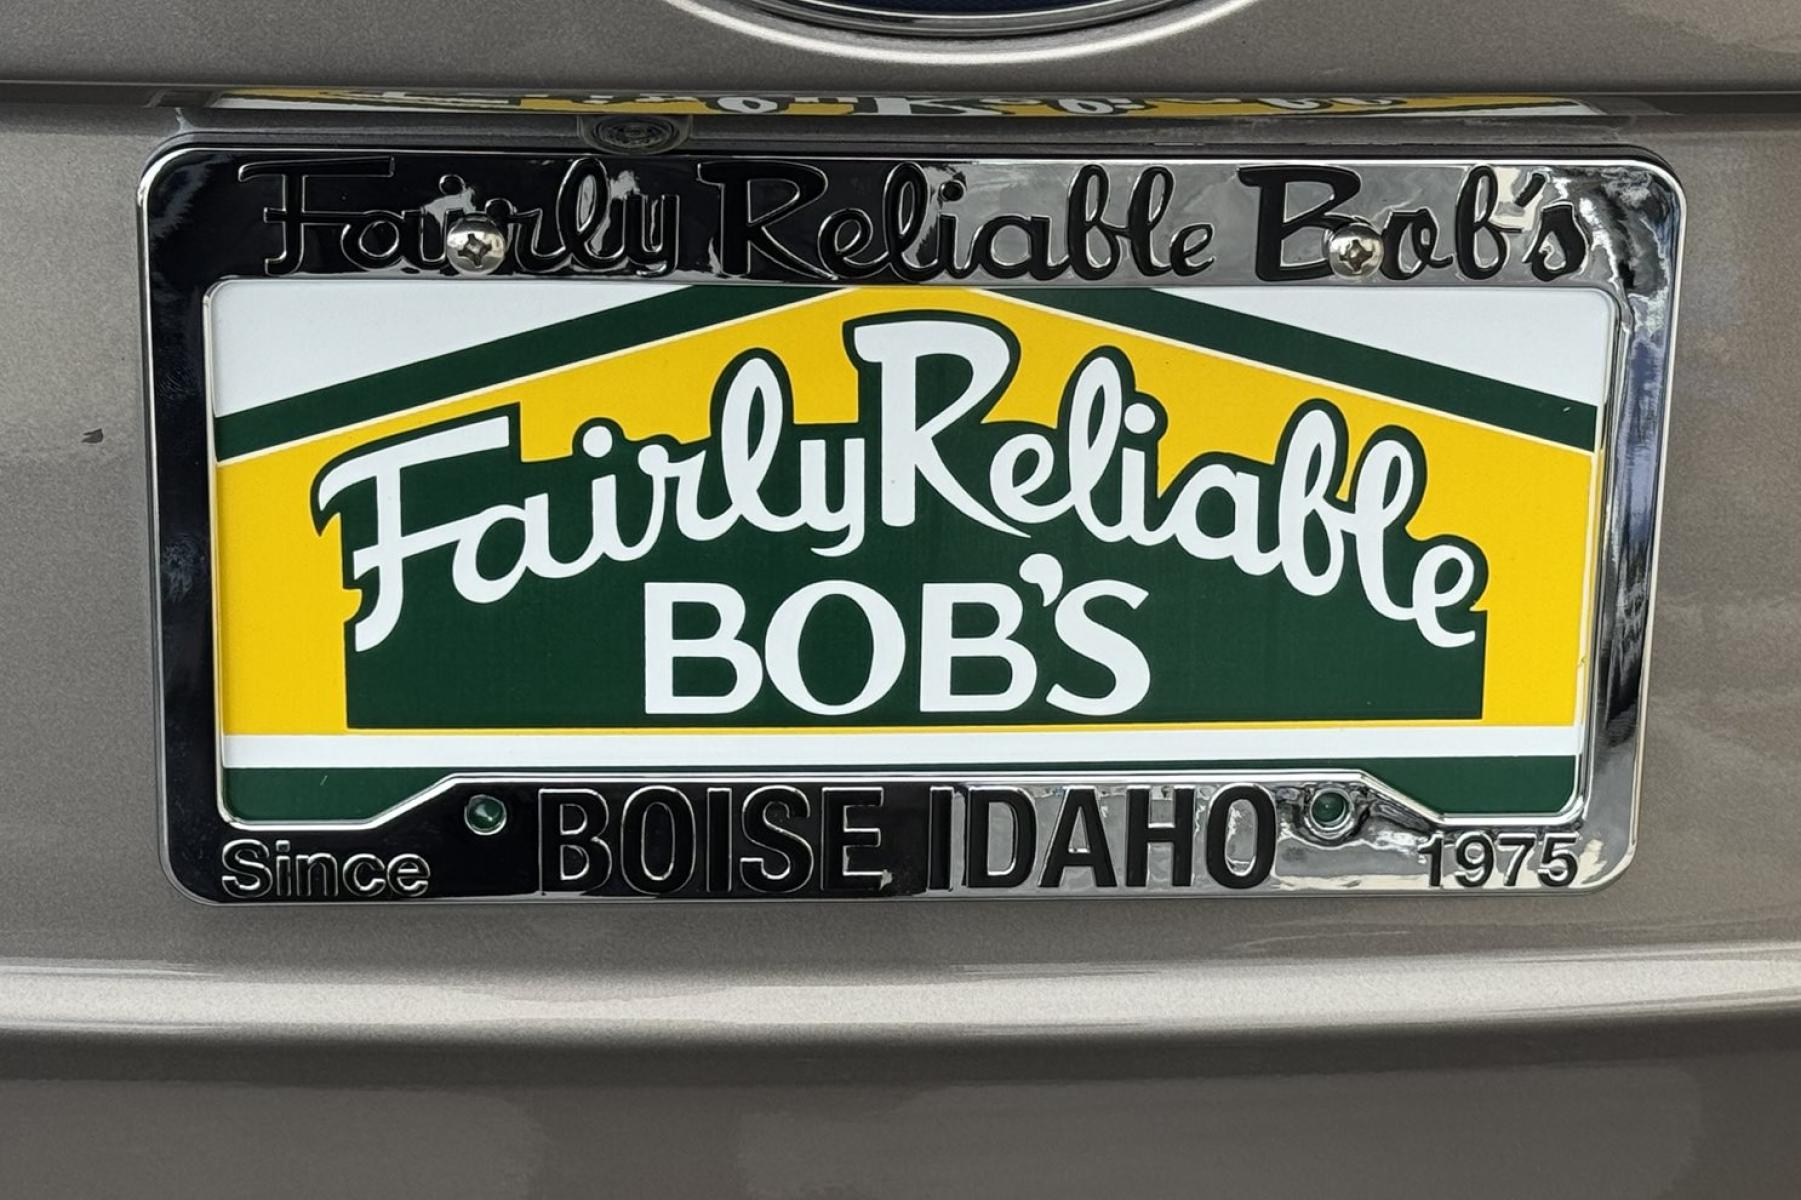 Fairly Reliable Bob's
Fairly Reliable
BOB'S
Since BOISE IDAHO 1975